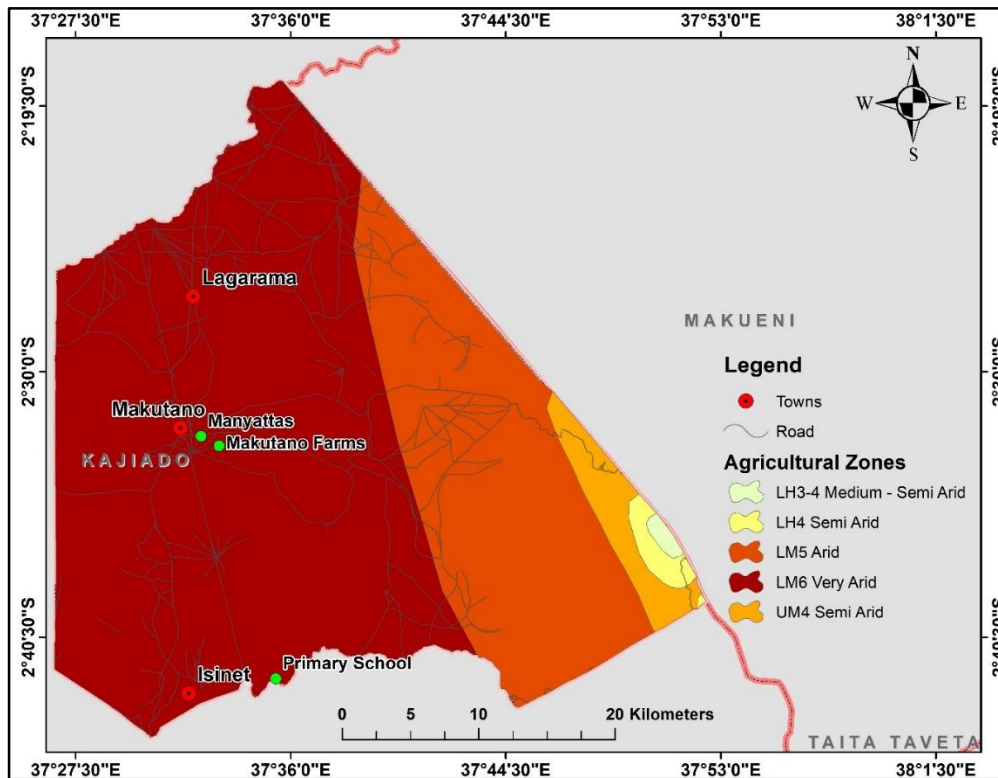 37°27'30"E 37°36'0"E 37°44'30"E 37°53'0"E 38°1'30"E
2°19'30"S
N
W E
S
Lagarama
MAKUENI
2°30'0"S
Legend
Towns
Road
Makutano
Manyattas
Makutano Farms
KAJIADO
Agricultural Zones
LH3-4 Medium - Semi Arid
LH4 Semi Arid
LM5 Arid
LM6 Very Arid
UM4 Semi Arid
2°40'30"S
Primary School
Isinet
0 5 10 20 Kilometers
TAITA TAVETA
37°27'30"E 37°36'0"E 37°44'30"E 37°53'0"E 38°1'30"E